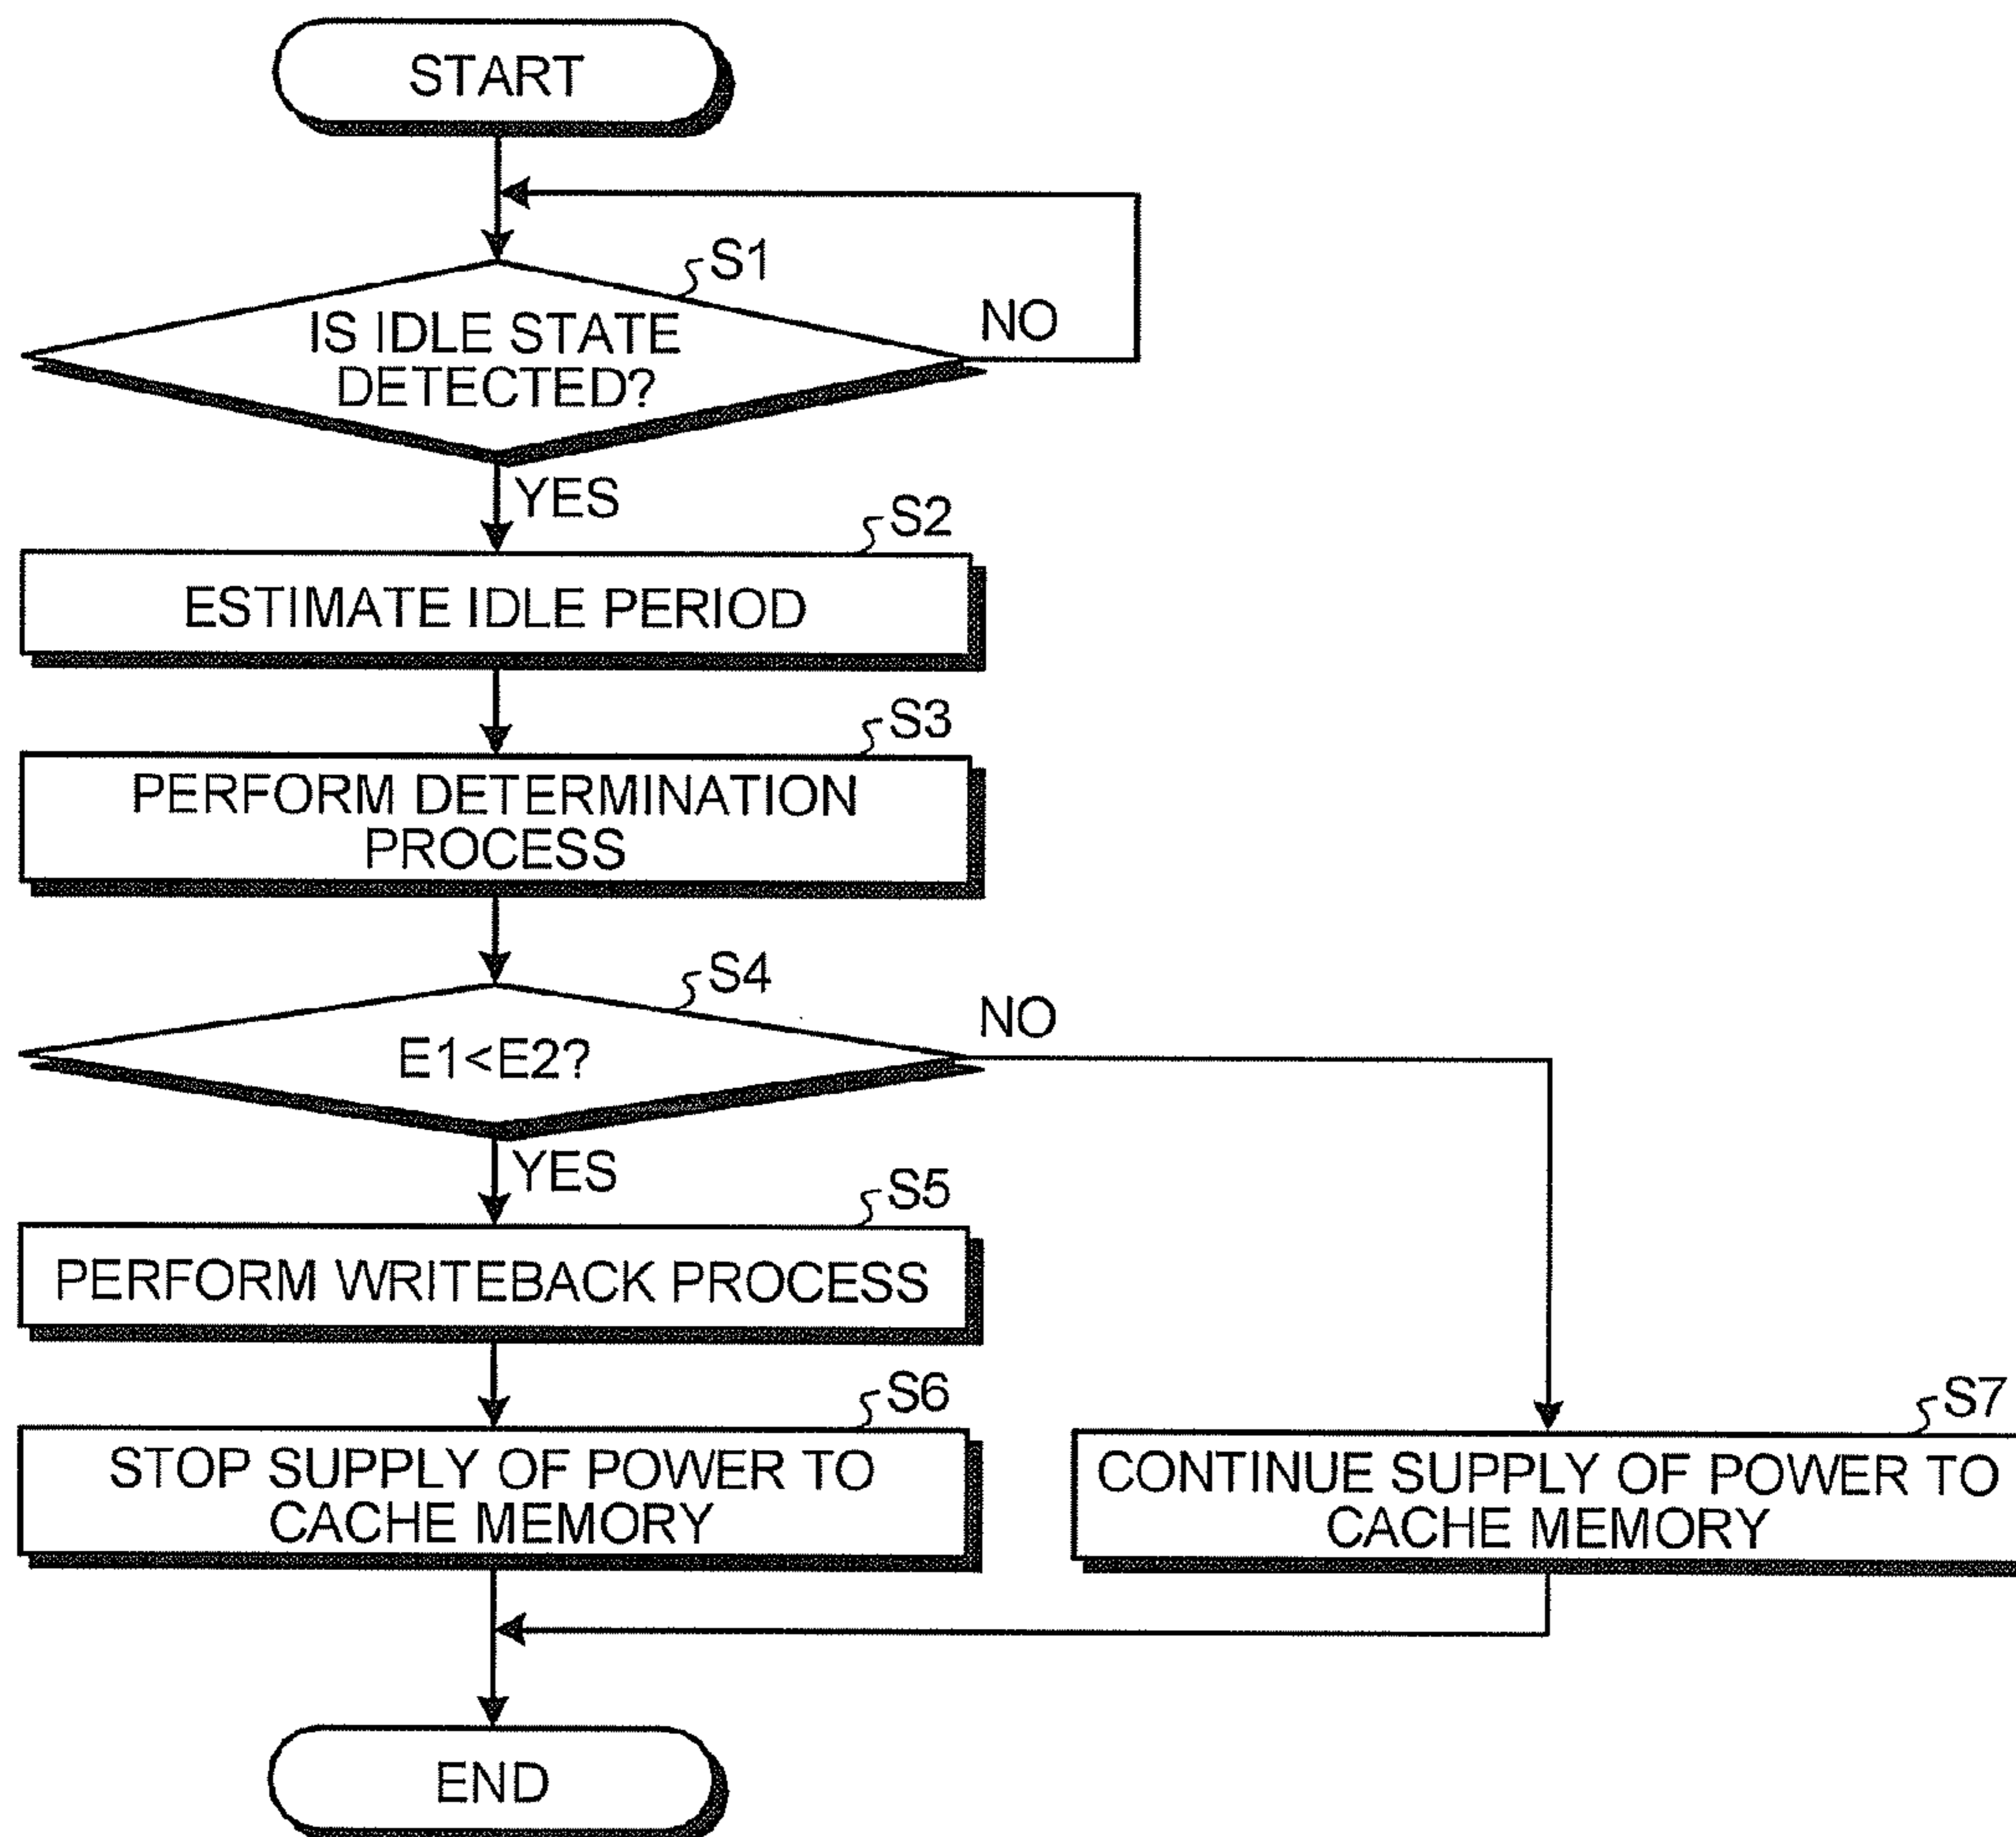 START
S1
IS IDLE STATE
DETECTED?
NO
YES
S2
ESTIMATE IDLE PERIOD
S3
PERFORM DETERMINATION
PROCESS
S4
E1<E2?
NO
YES
S5
PERFORM WRITEBACK PROCESS
S6
STOP SUPPLY OF POWER TO
CACHE MEMORY
S7
CONTINUE SUPPLY OF POWER TO
CACHE MEMORY
END